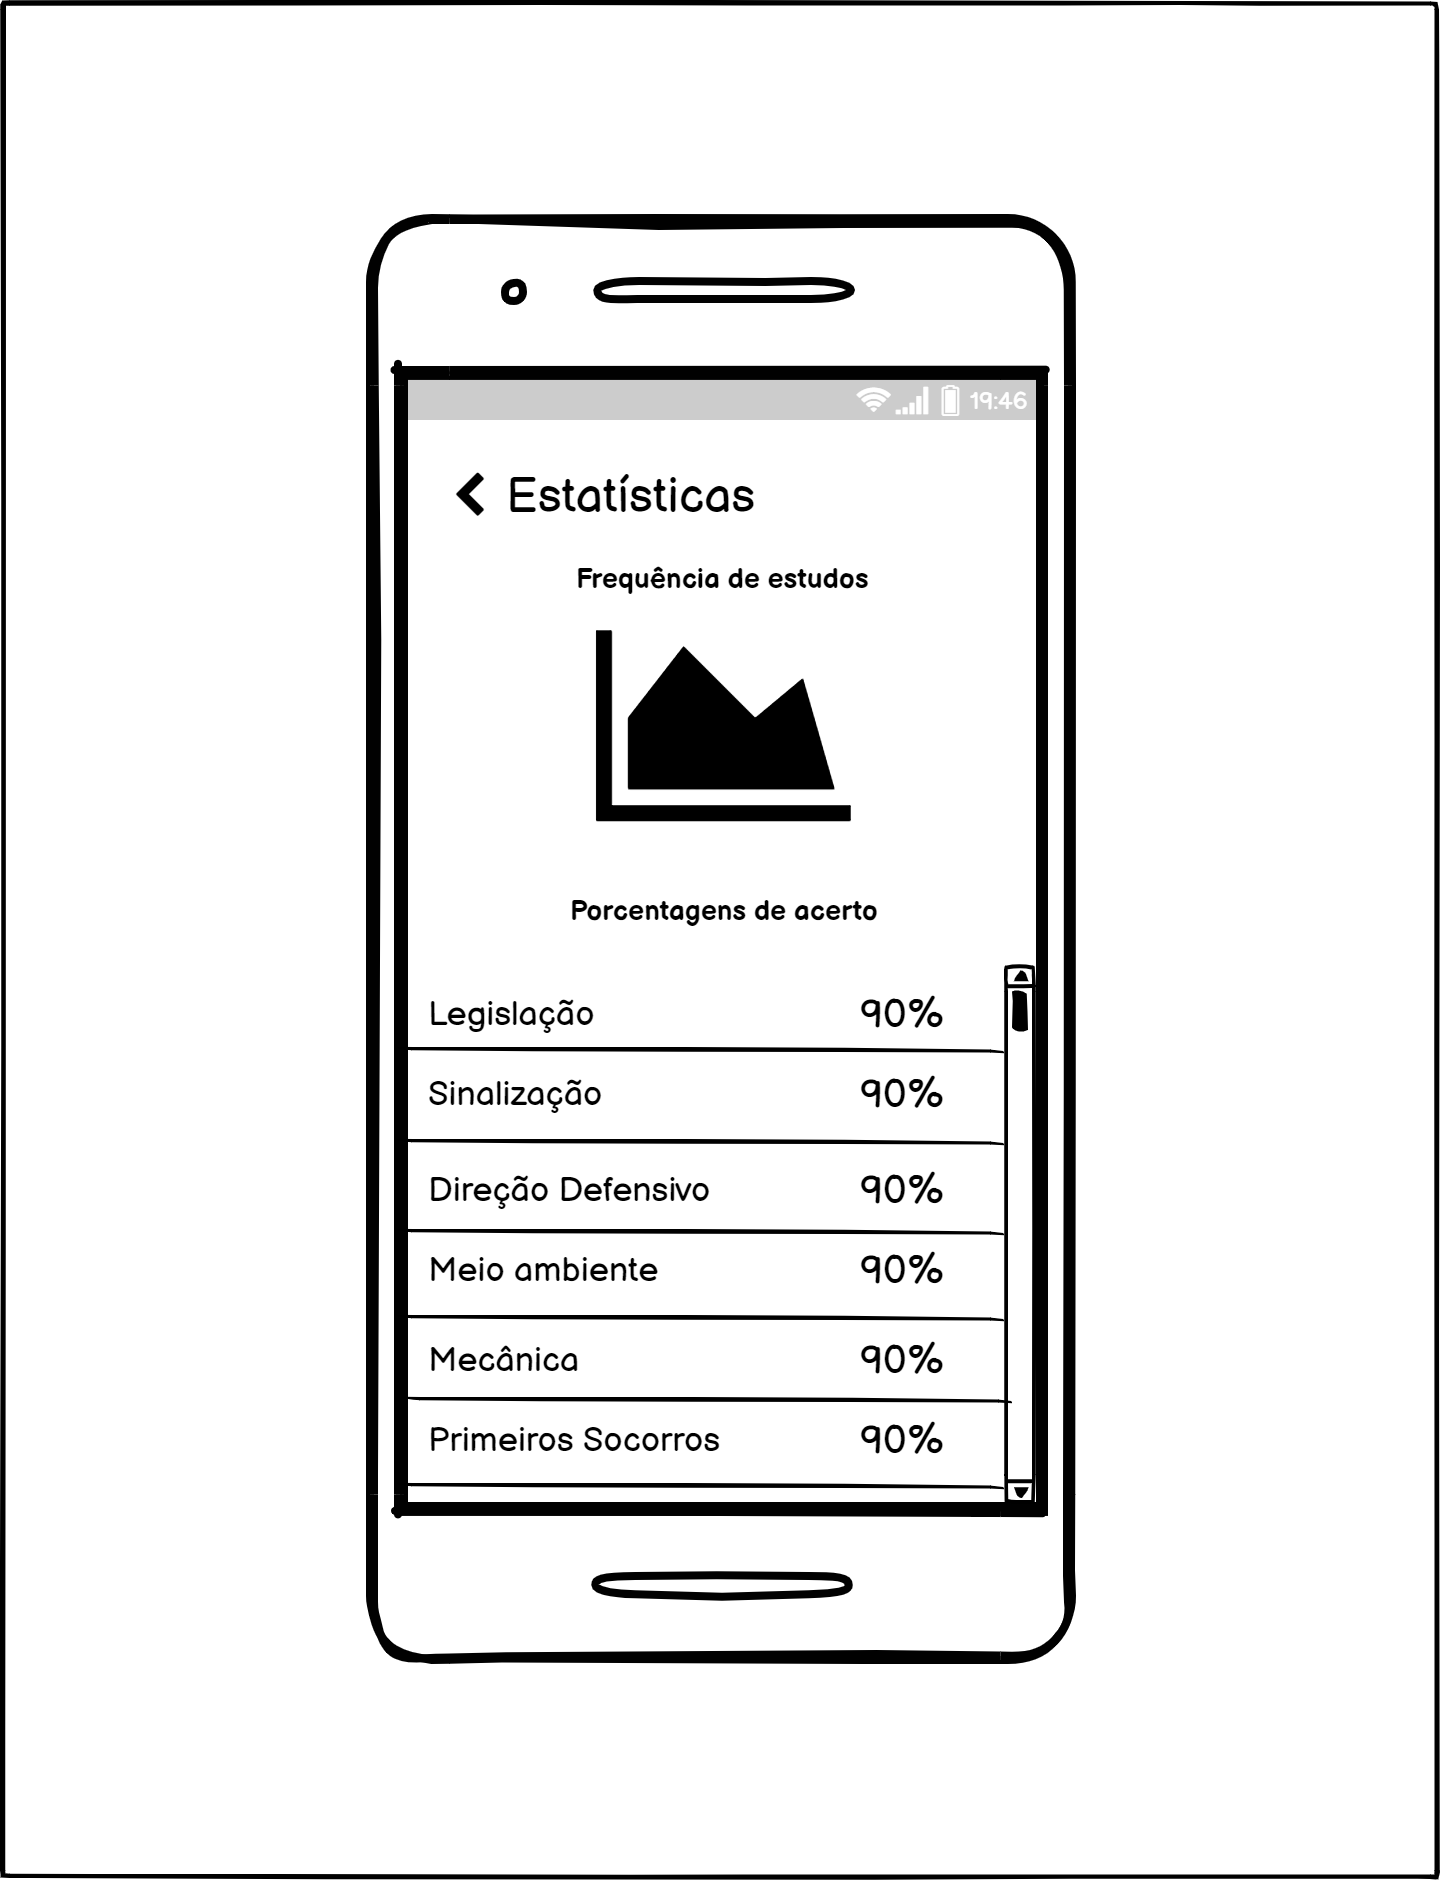 19:46
Estatísticas
Frequência de estudos
Porcentagens de acerto
Legislação 90%
Sinalização 90%
Direção Defensivo 90%
Meio ambiente 90%
Mecânica 90%
Primeiros Socorros 90%